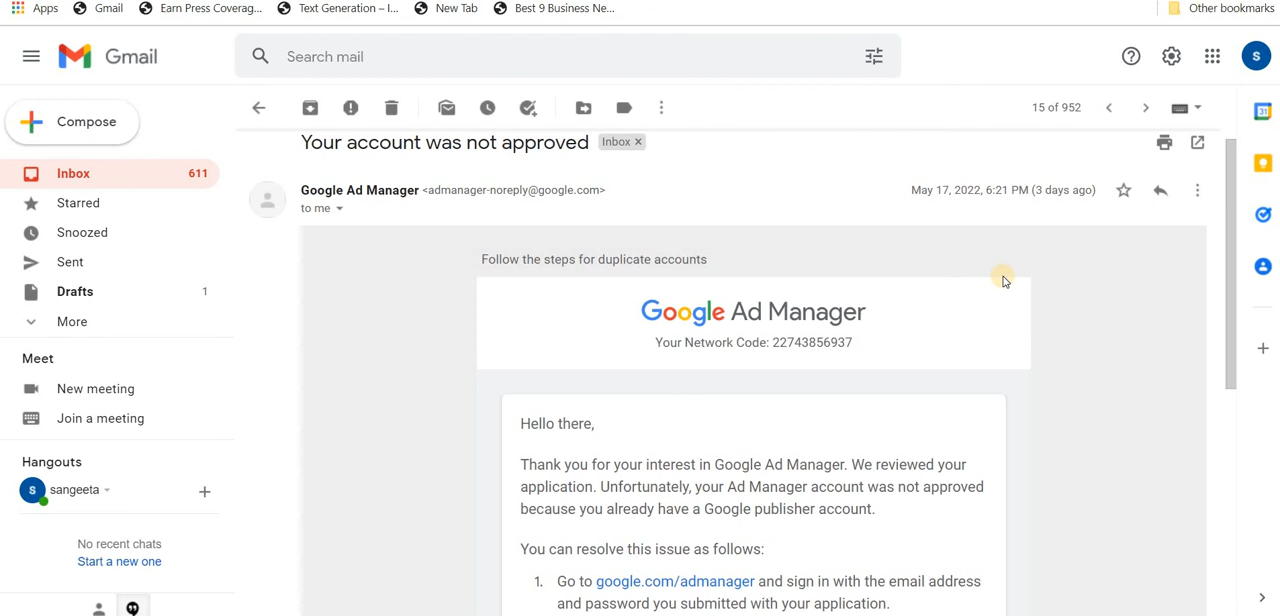 Apps Gmail Earn Press Coverag... Text Generation – I... New Tab Best 9 Business Ne... Other bookmarks
Gmail Search mail S
Compose 15 of 952
Your account was not approved Inbox ×
Inbox 611
Google Ad Manager <admanager-noreply@google.com> May 17, 2022, 6:21 PM (3 days ago)
to me
Starred
Snoozed
Sent
Drafts 1
More
Meet
New meeting
Join a meeting
Hangouts
S sangeeta
No recent chats
Start a new one
Follow the steps for duplicate accounts
Google Ad Manager
Your Network Code: 22743856937
Hello there,
Thank you for your interest in Google Ad Manager. We reviewed your
application. Unfortunately, your Ad Manager account was not approved
because you already have a Google publisher account.
You can resolve this issue as follows:
1. Go to google.com/admanager and sign in with the email address
and password you submitted with your application.
31